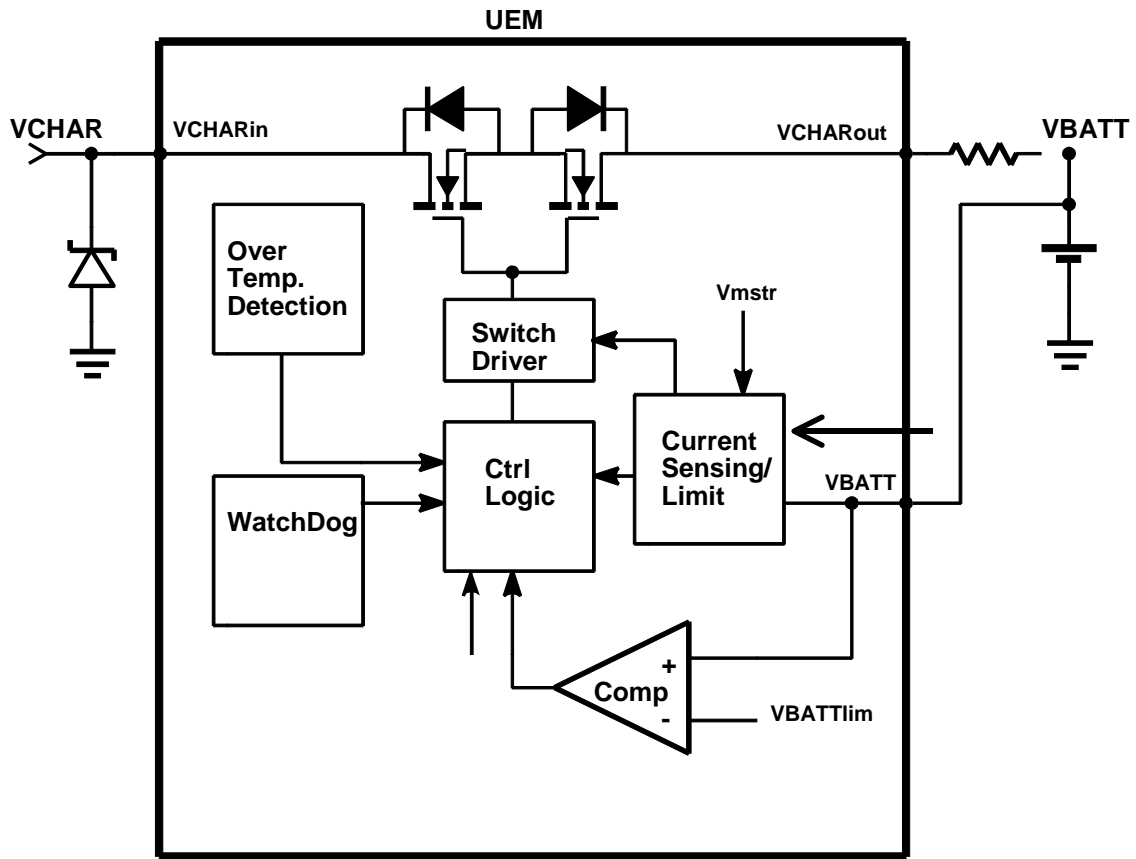 UEM
VCHAR
VCHARin
VCHARout
VBATT
Over
Temp.
Detection
Vmstr
Switch
Driver
Current
Sensing/
Limit
Ctrl
Logic
VBATT
WatchDog
+
Comp
-
VBATTlim